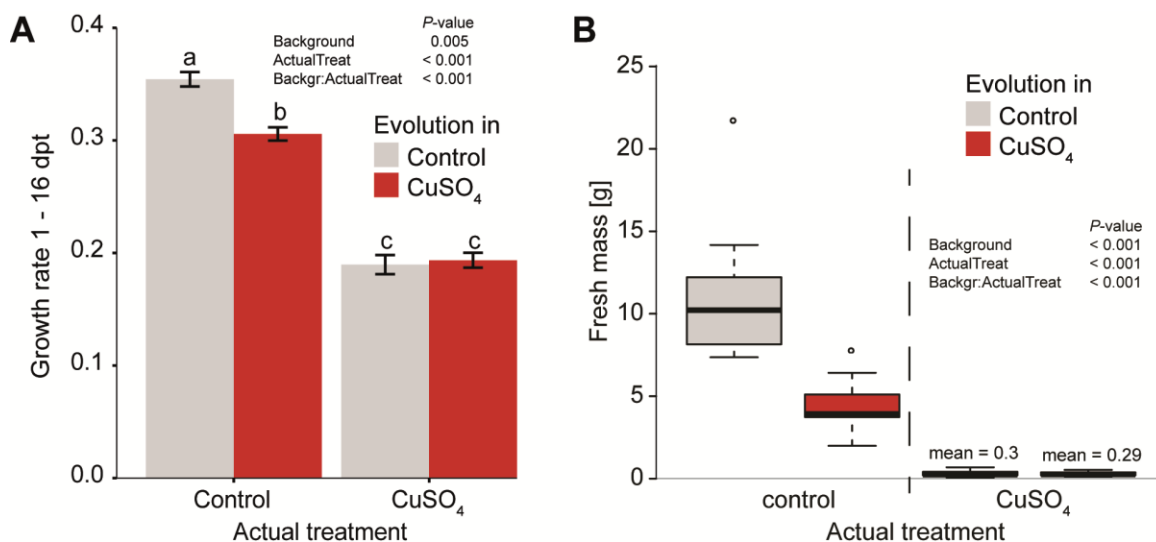 A
Growth rate 1 - 16 dpt
0.4
0.3
0.2
0.1
0.0
P-value
Background 0.005
ActualTreat < 0.001
Backgr:ActualTreat < 0.001
a
b
c
c
Evolution in
Control
CuSO₄
Control
CuSO₄
Actual treatment
B
Fresh mass [g]
25
20
15
10
5
0
Evolution in
Control
CuSO₄
P-value
Background < 0.001
ActualTreat < 0.001
Backgr:ActualTreat < 0.001
mean = 0.3
mean = 0.29
control
CuSO₄
Actual treatment